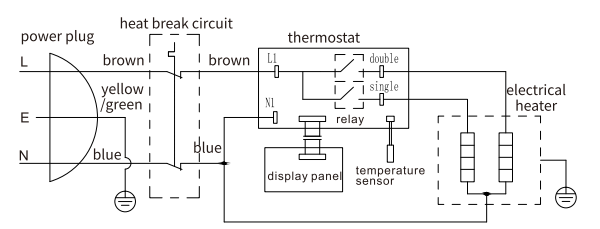 heat break circuit
power plug
thermostat
L
brown
brown
L1
double
yellow
/green
single
electrical
heater
E
N1
relay
N
blue
blue
display panel
temperature
sensor